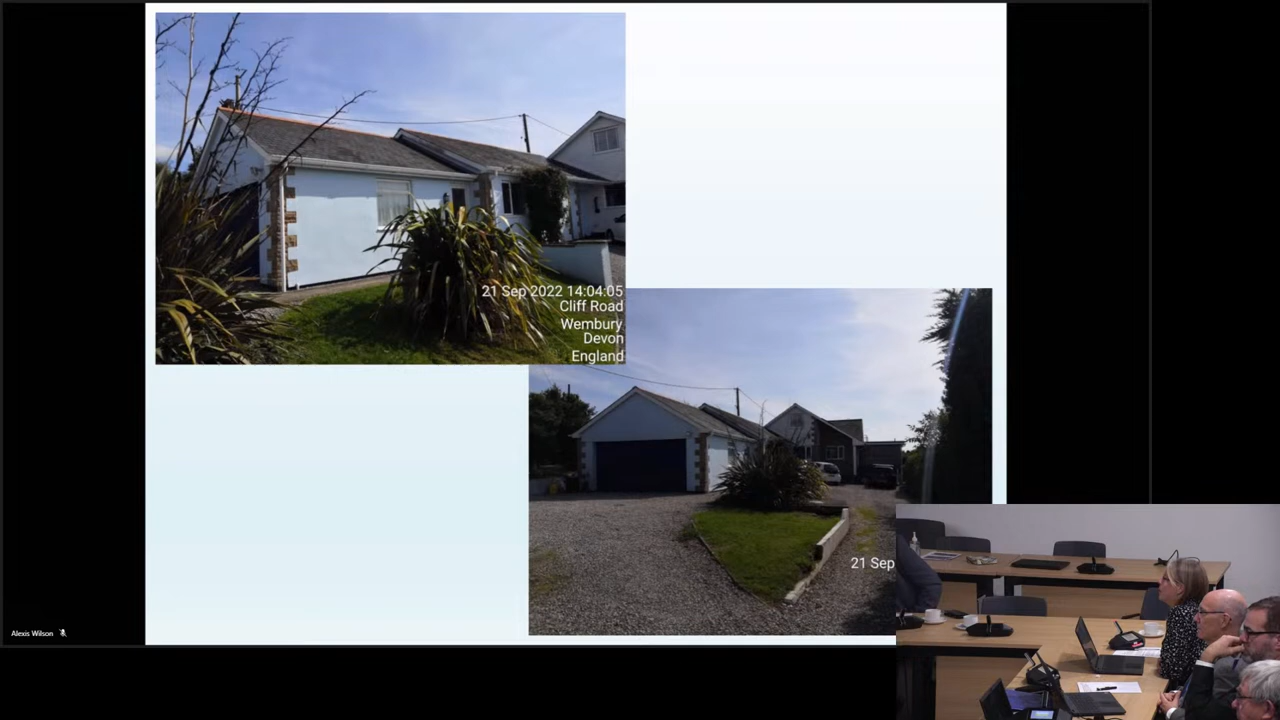 21 Sep 2022 14:04:05
Cliff Road
Wembury
Devon
England
21 Sep
Alexis Wilson